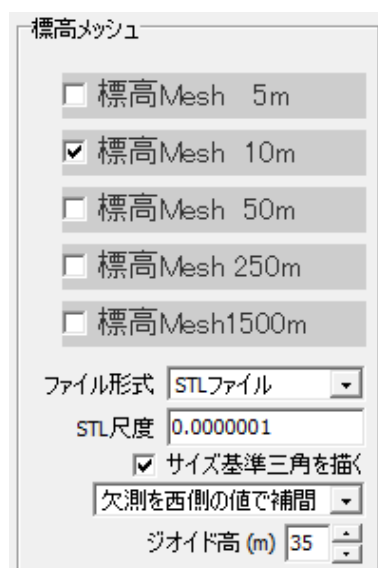 標高メッシュ
標高Mesh 5m
標高Mesh 10m
標高Mesh 50m
標高Mesh 250m
標高Mesh1500m
ファイル形式 STLファイル
STL尺度 0.0000001
サイズ基準三角を描く
欠測を西側の値で補間
ジオイド高 (m) 35